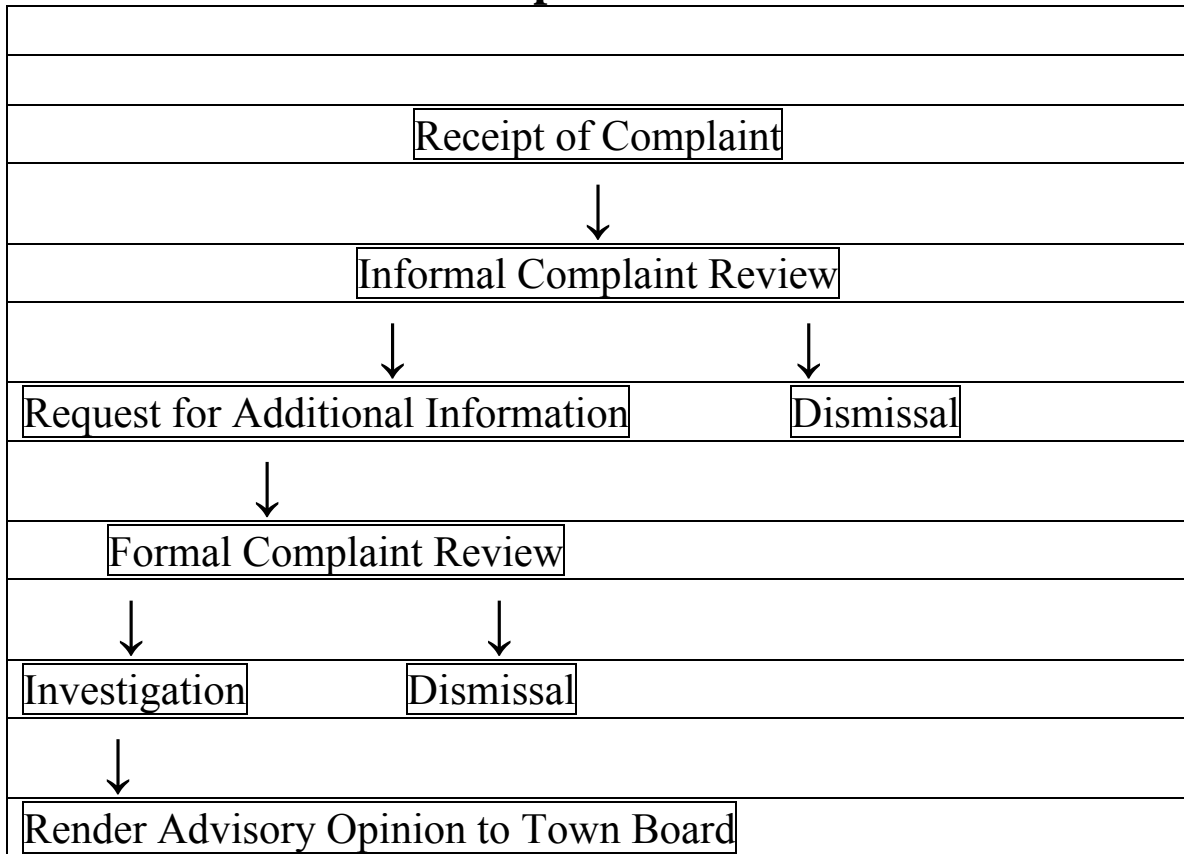 Receipt of Complaint
↓
Informal Complaint Review
↓ ↓
Request for Additional Information Dismissal
↓
Formal Complaint Review
↓ ↓
Investigation Dismissal
↓
Render Advisory Opinion to Town Board